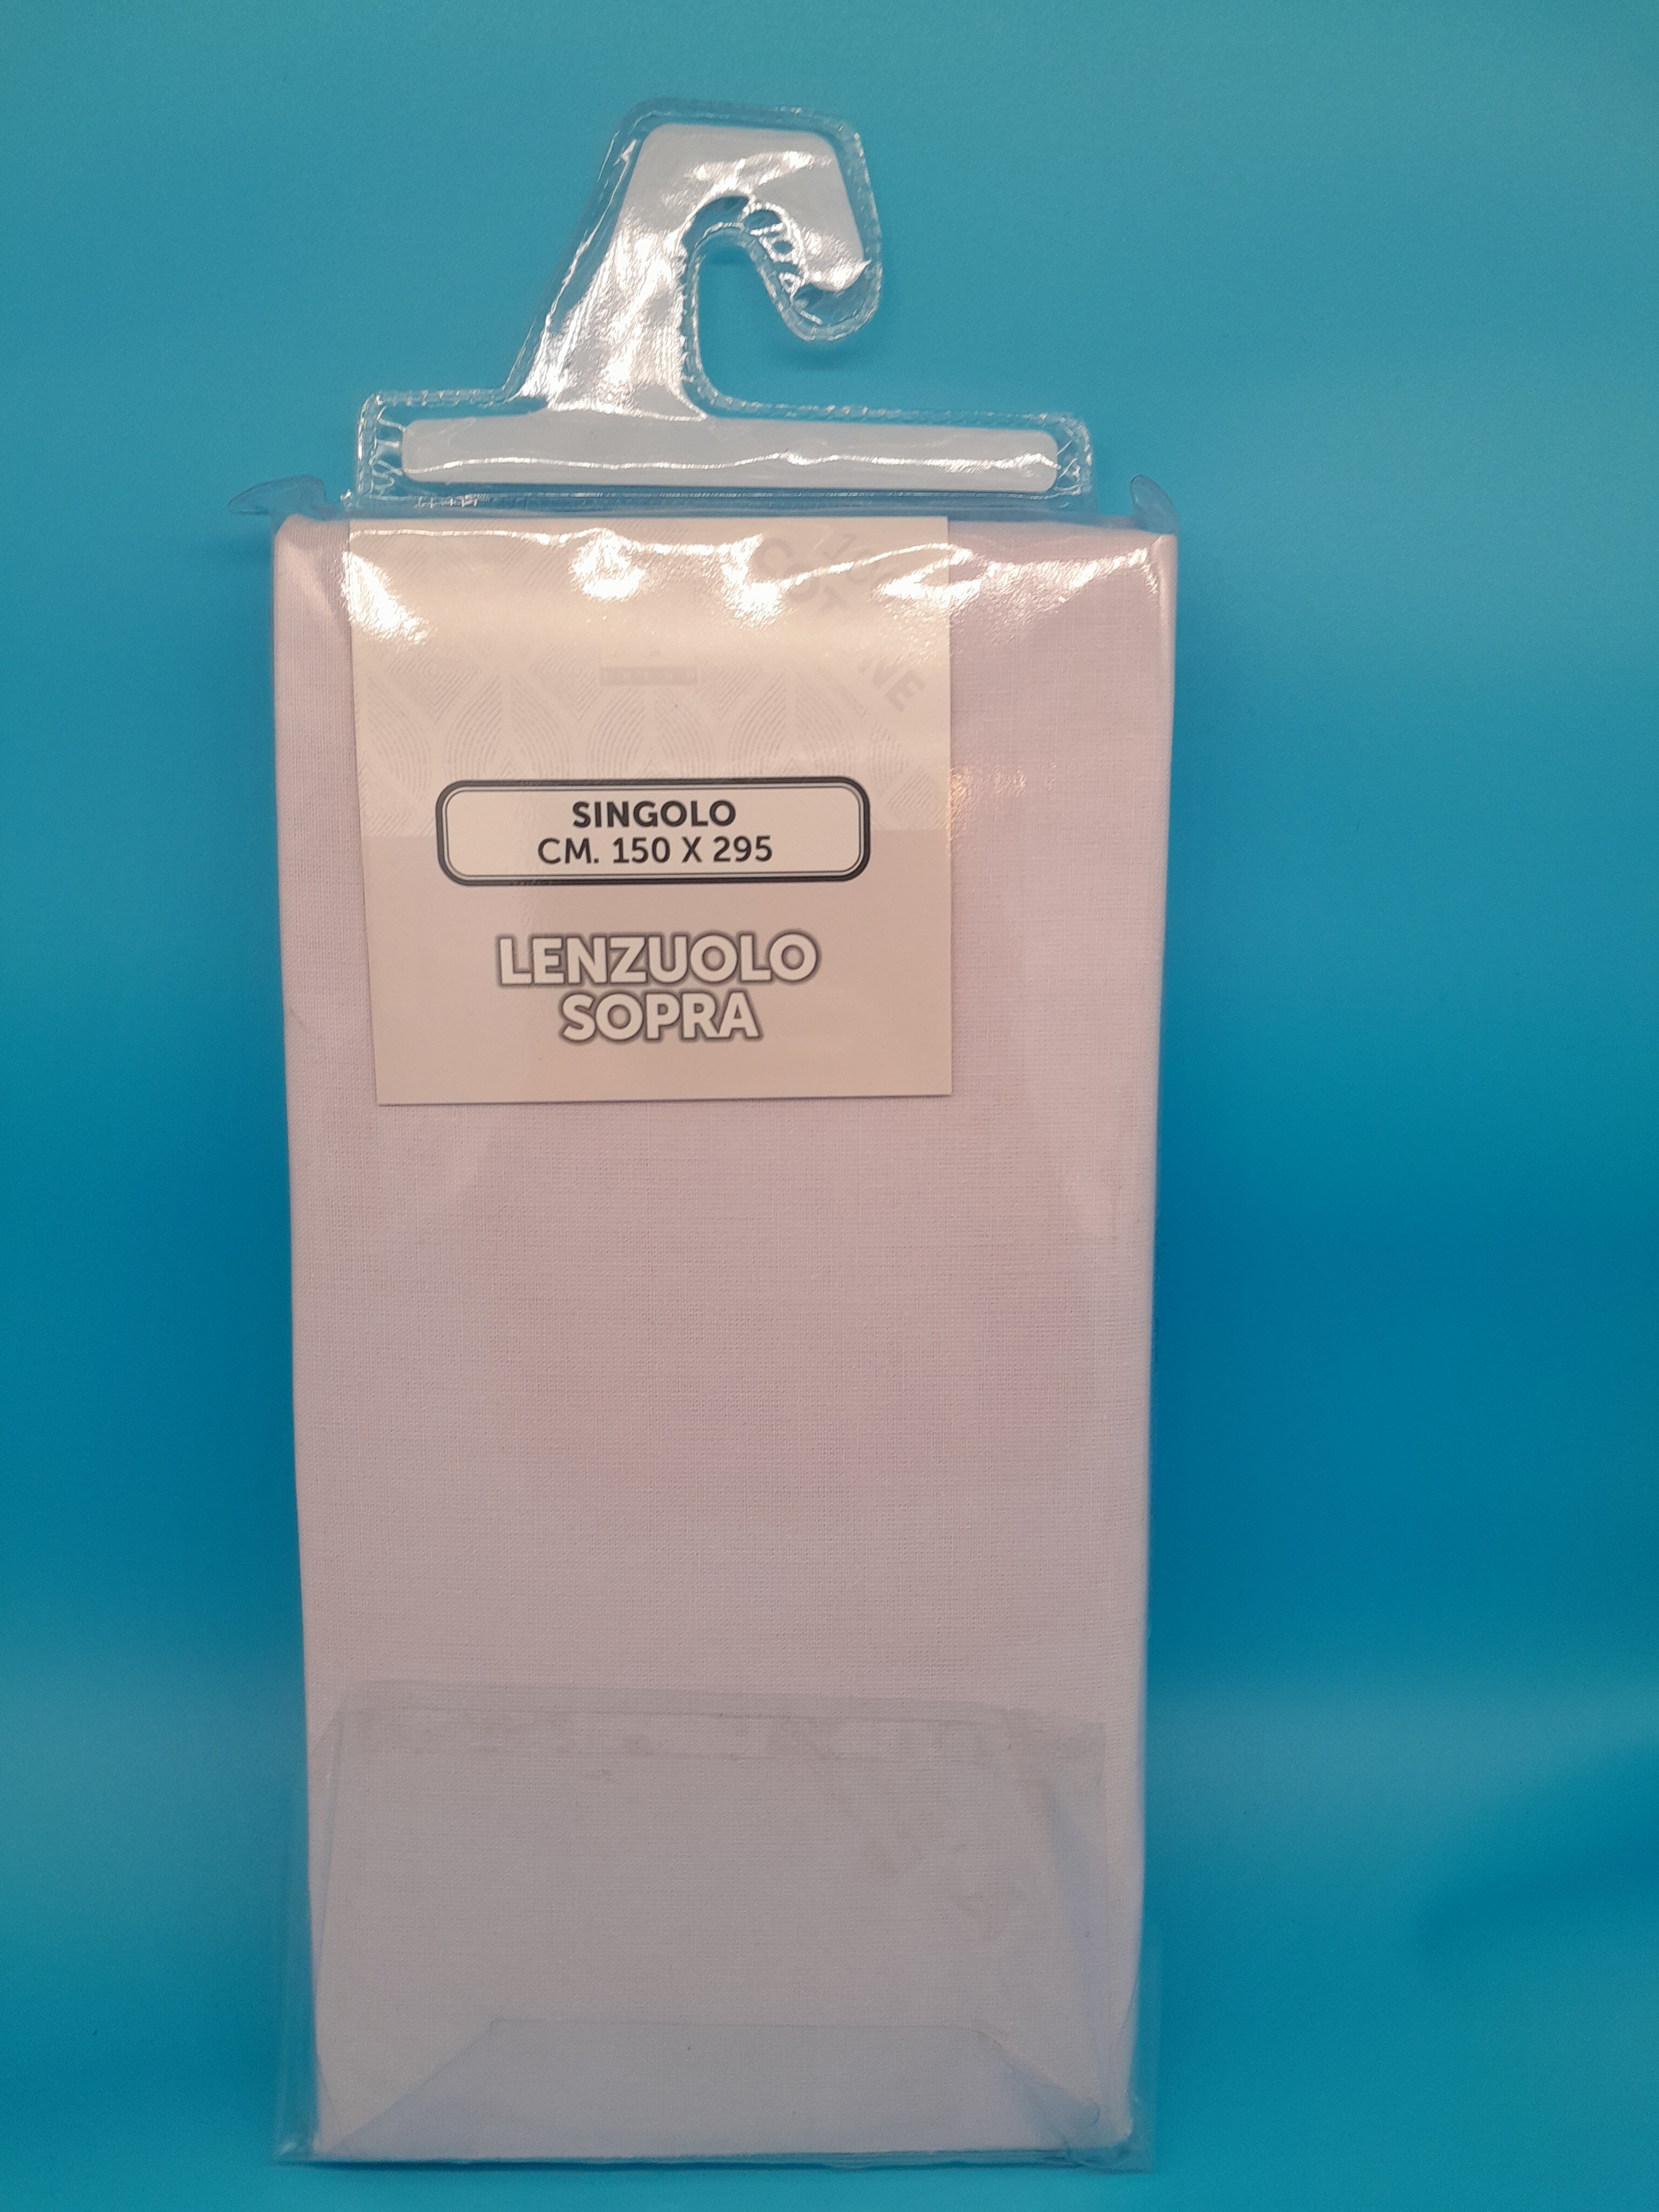 SINGOLO
CM. 150 X 295
LENZUOLO
SOPRA